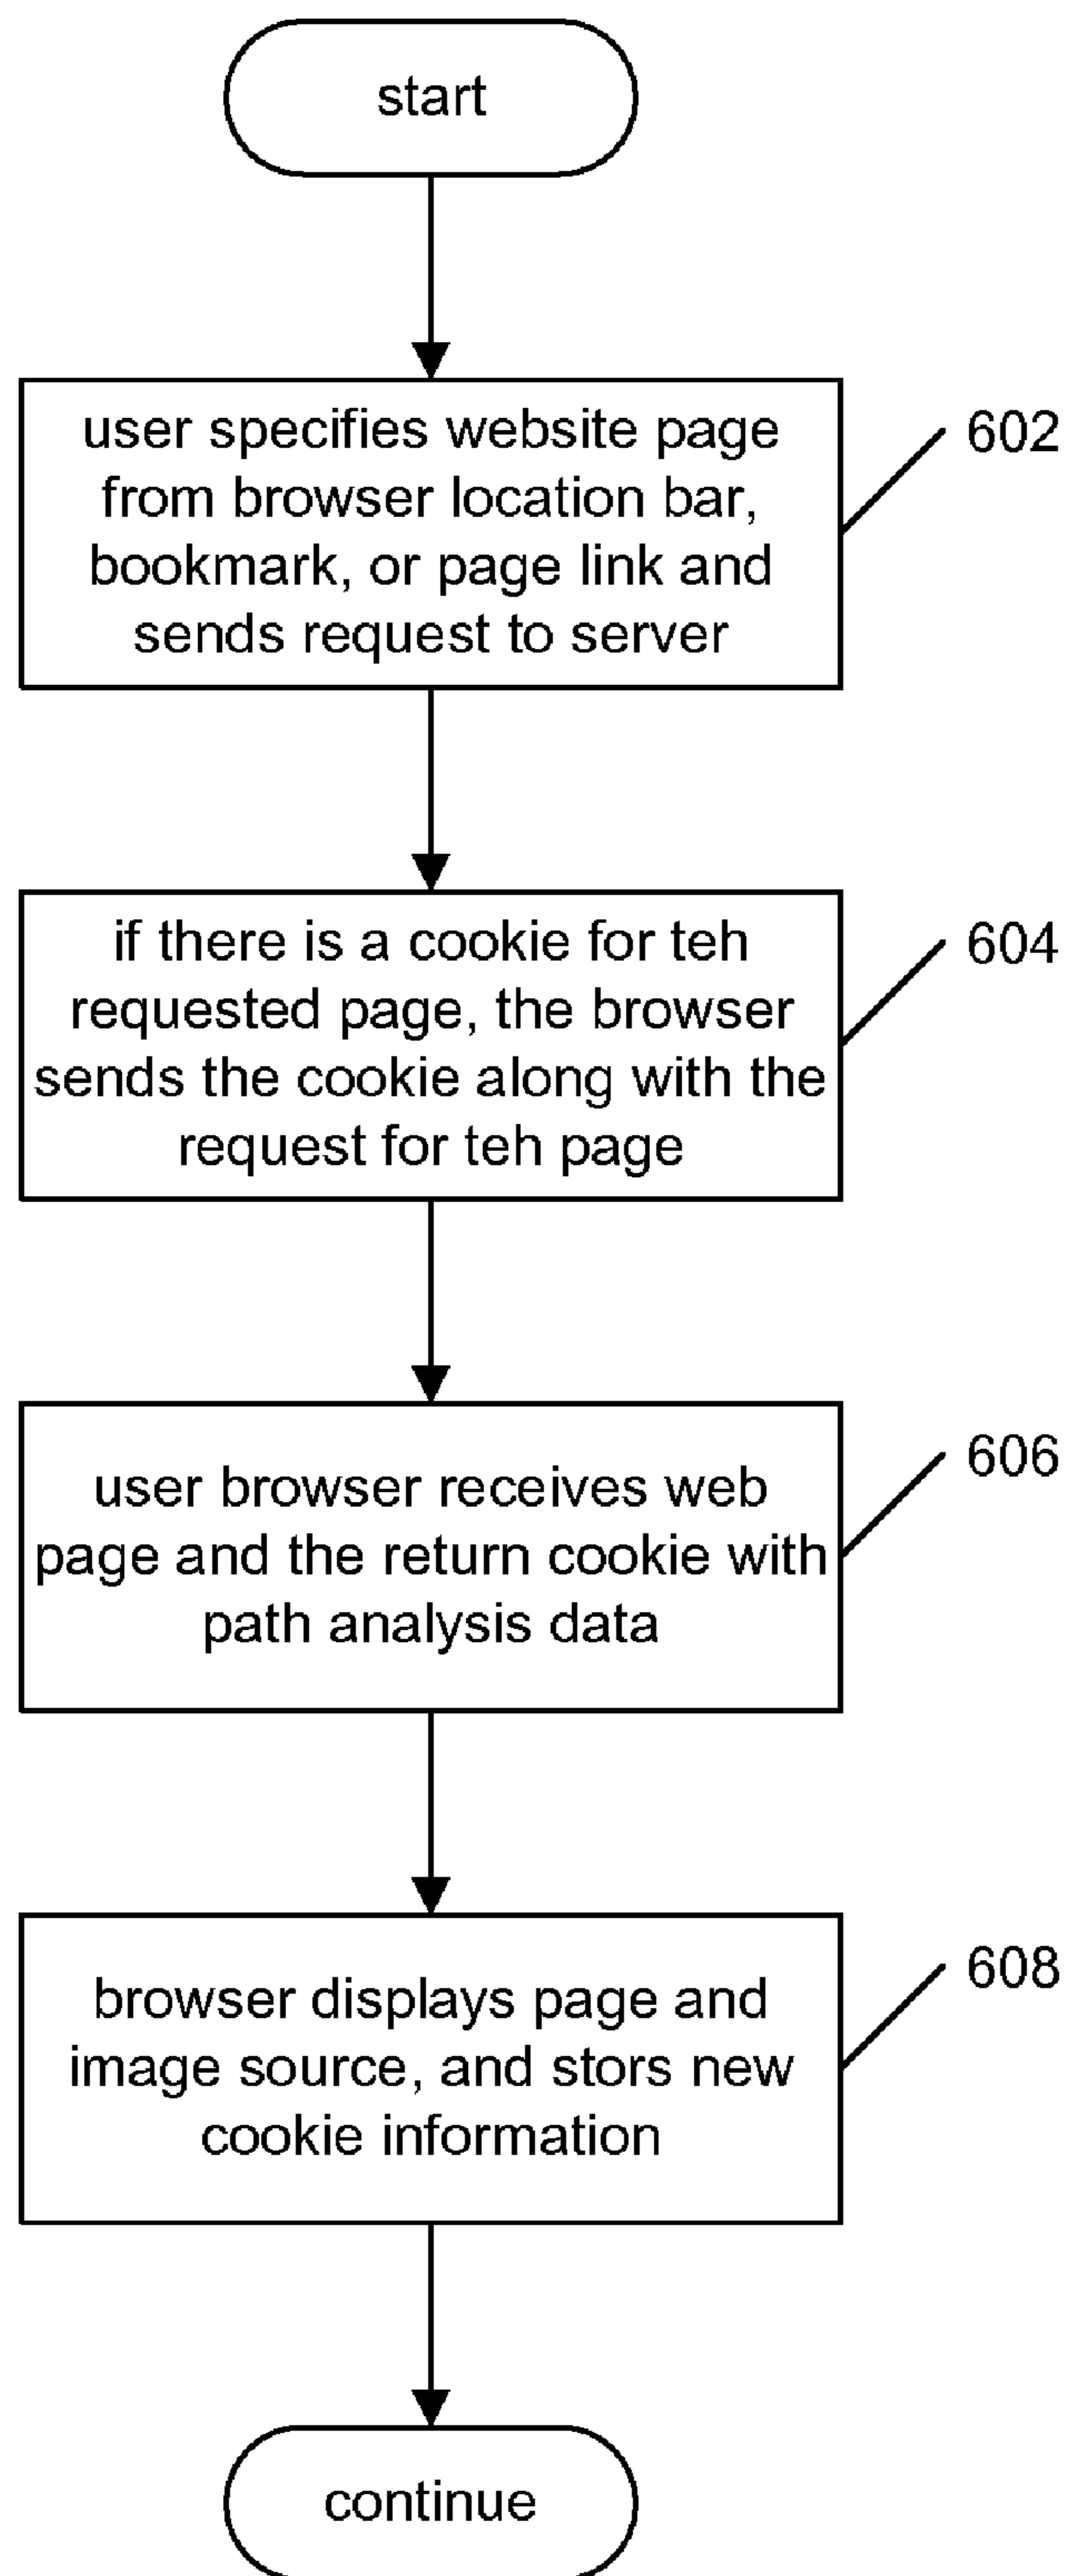 start
user specifies website page
from browser location bar,
bookmark, or page link and
sends request to server
602
if there is a cookie for teh
requested page, the browser
sends the cookie along with the
request for teh page
604
user browser receives web
page and the return cookie with
path analysis data
606
browser displays page and
image source, and stors new
cookie information
608
continue